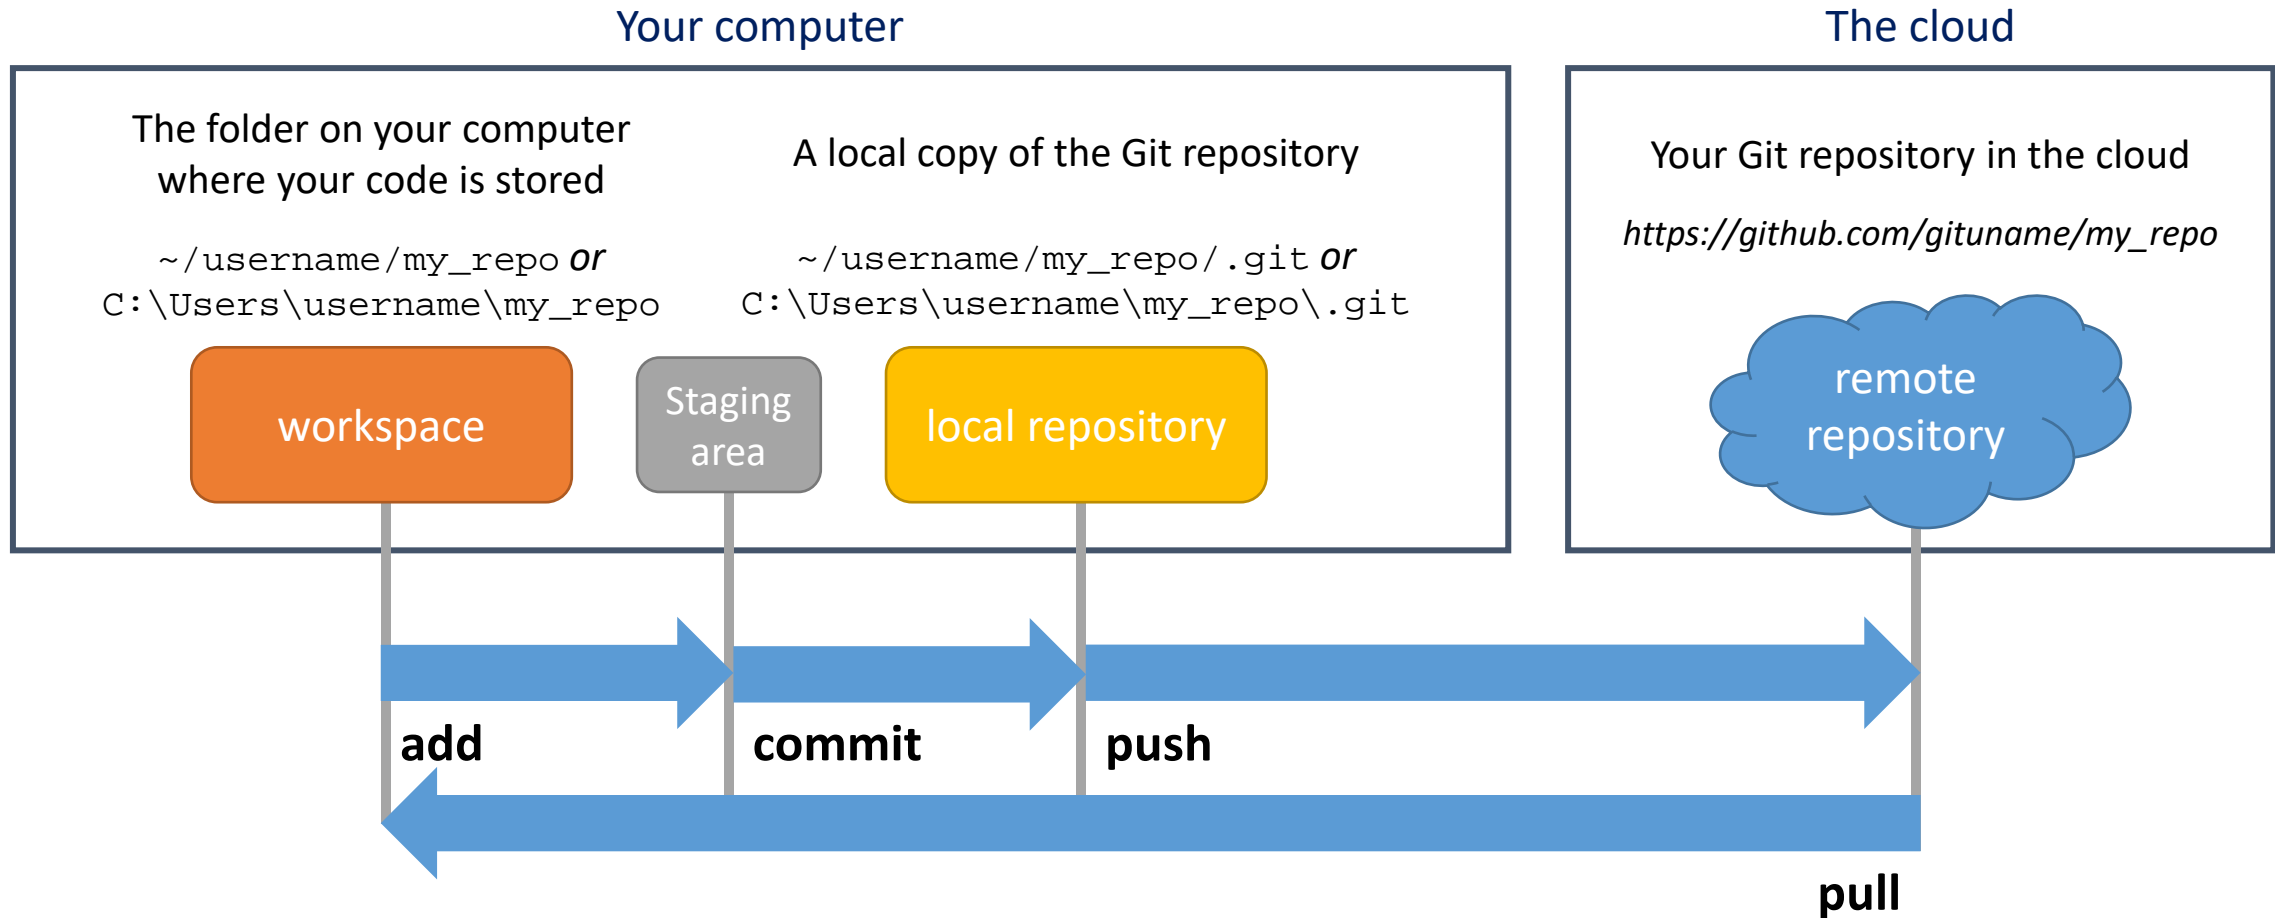 Your computer
The cloud
The folder on your computer
where your code is stored
~/username/my_repo or
C:\Users\username\my_repo
A local copy of the Git repository
~/username/my_repo/.git or
C:\Users\username\my_repo\.git
Your Git repository in the cloud
https://github.com/gituname/my_repo
workspace
Staging
area
local repository
remote
repository
add
commit
push
pull